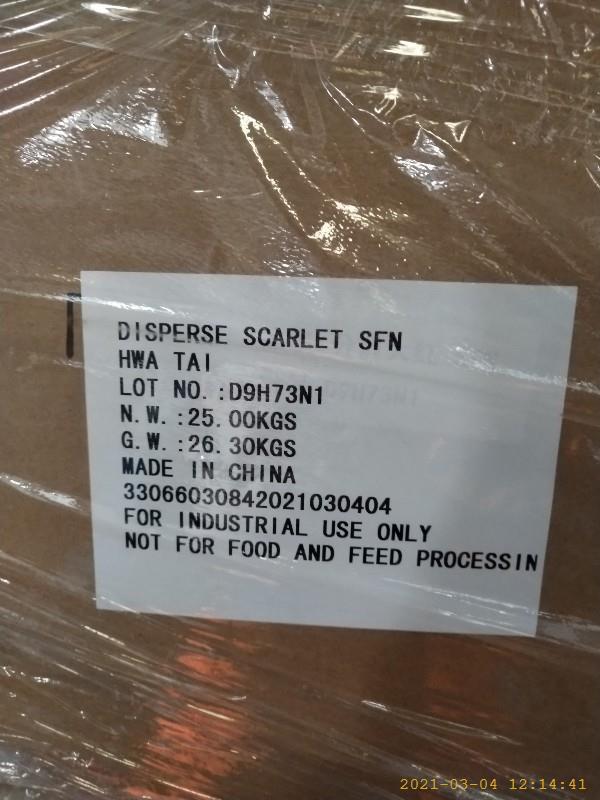 DISPERSE SCARLET SFN
HWA TAI
LOT NO.:D9H73N1
N.W.:25.00KGS
G.W.:26.30KGS
MADE IN CHINA
33066030842021030404
FOR INDUSTRIAL USE ONLY
NOT FOR FOOD AND FEED PROCESSIN
2021-03-04 12:14:41